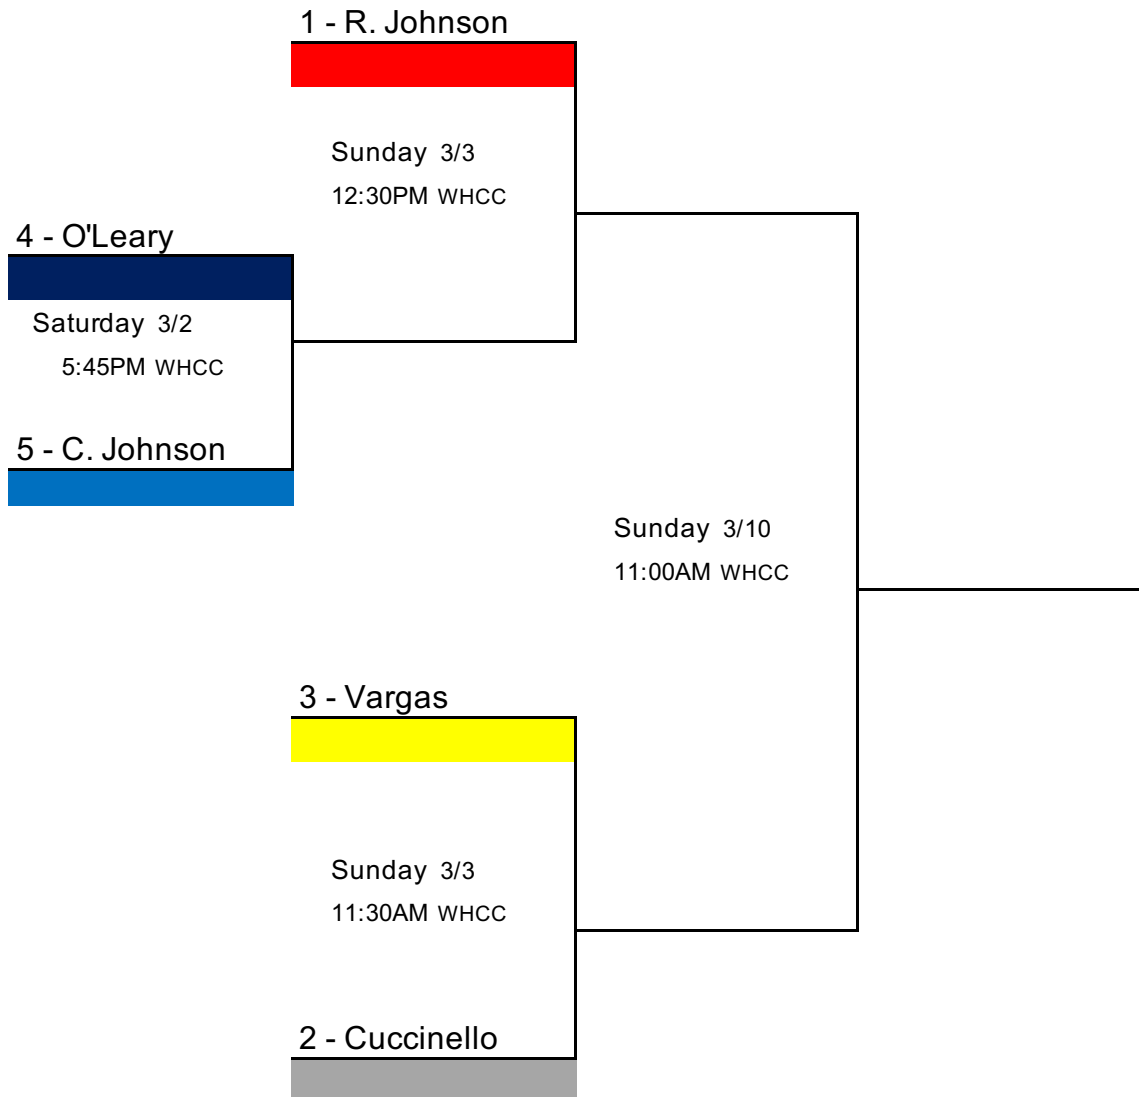 1 - R. Johnson
Sunday 3/3
12:30PM WHCC
4 - O'Leary
Saturday 3/2
5:45PM WHCC
5 - C. Johnson
Sunday 3/10
11:00AM WHCC
3 - Vargas
Sunday 3/3
11:30AM WHCC
2 - Cuccinello